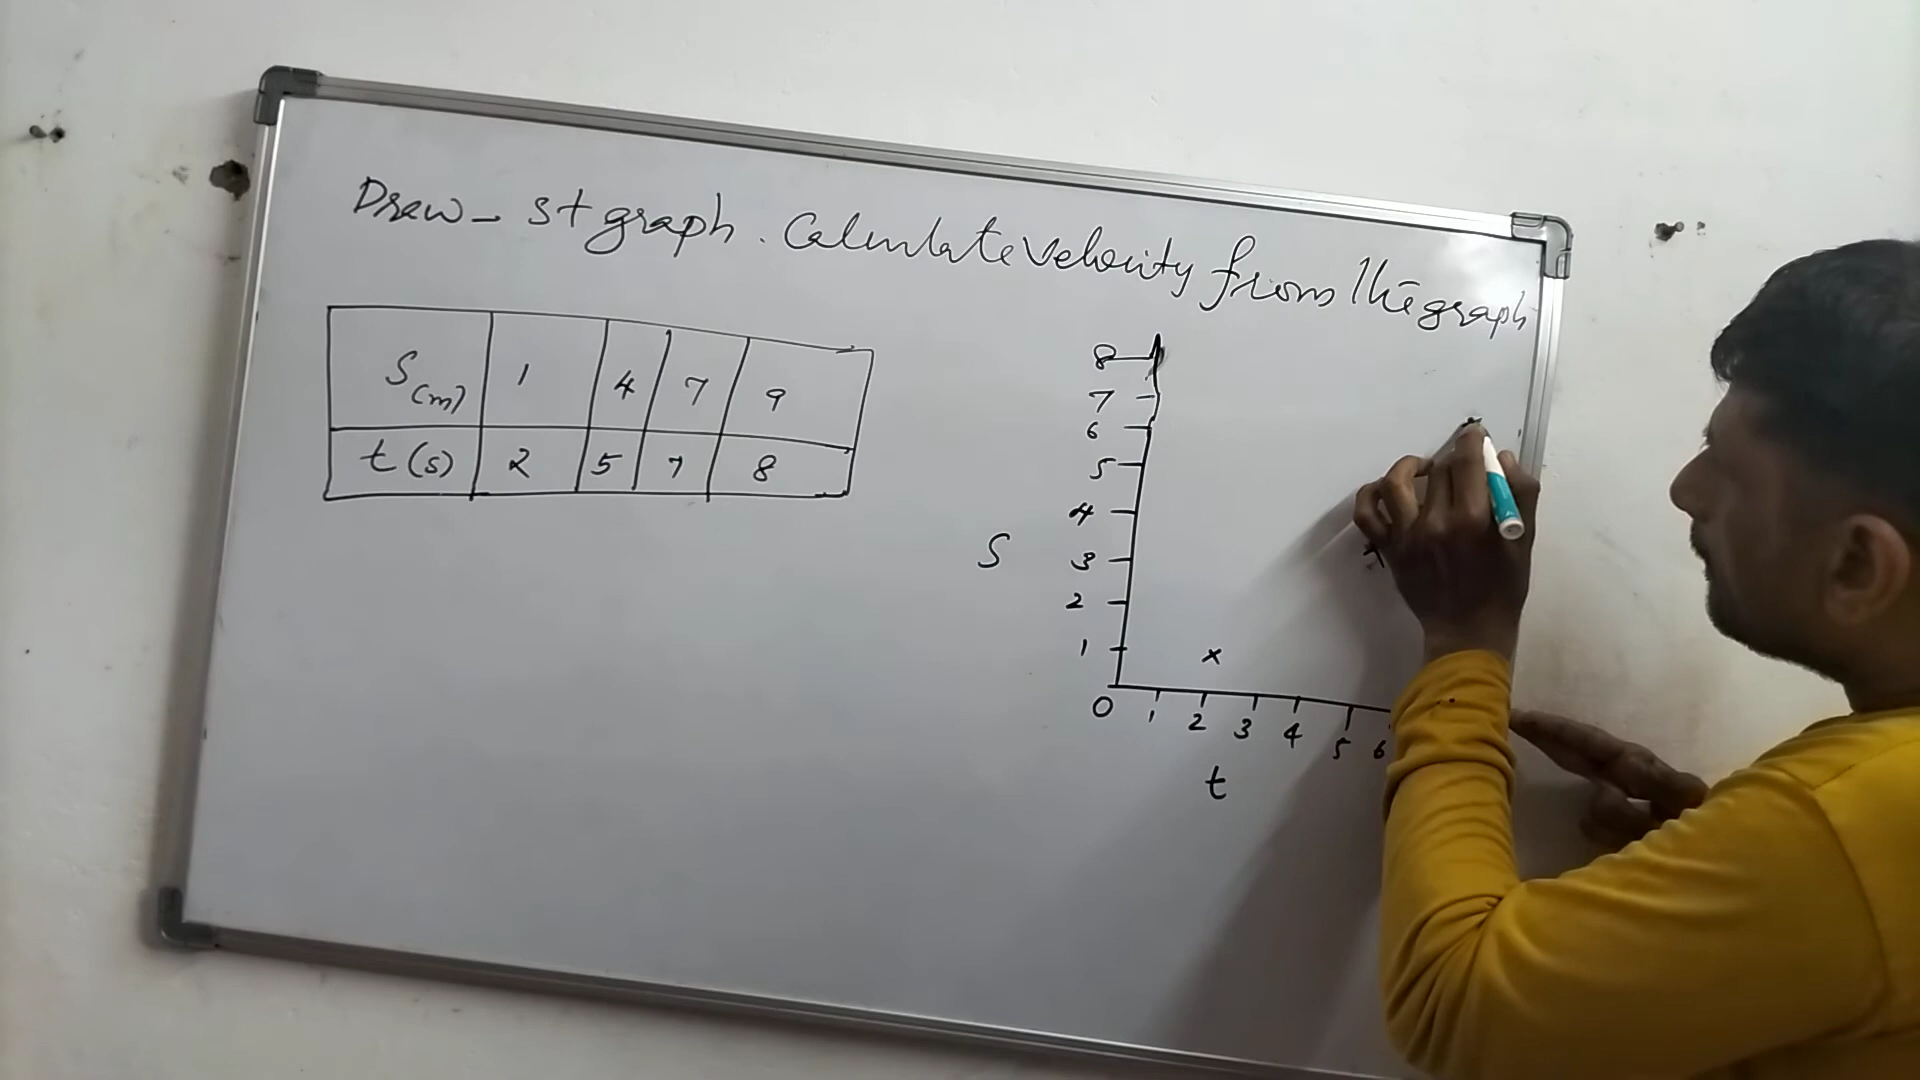 Draw - st graph. Calculate velocity from the graph
S(m) 1 4 7 9
t(s) 2 5 7 8
8
7
6
5
4
S 3
2
1
0 1 2 3 4 5 6
t